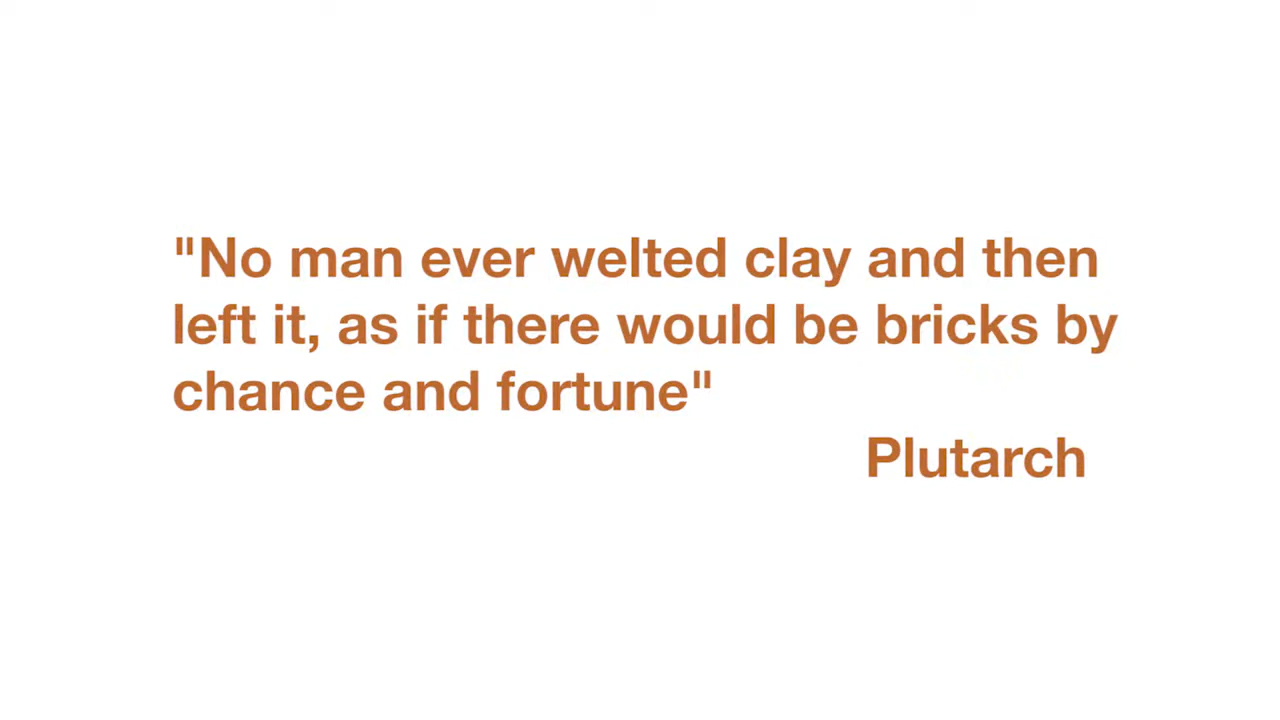 "No man ever welted clay and then
left it, as if there would be bricks by
chance and fortune"
Plutarch